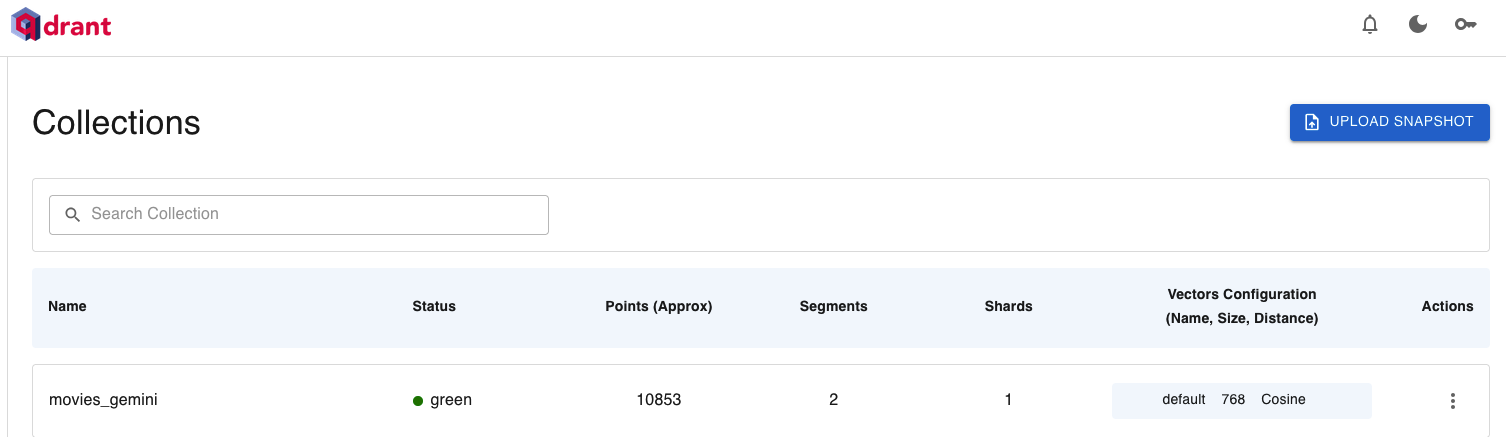 qdrant
Collections
UPLOAD SNAPSHOT
Search Collection
Name Status Points (Approx) Segments Shards Vectors Configuration (Name, Size, Distance) Actions
movies_gemini green 10853 2 1 default 768 Cosine